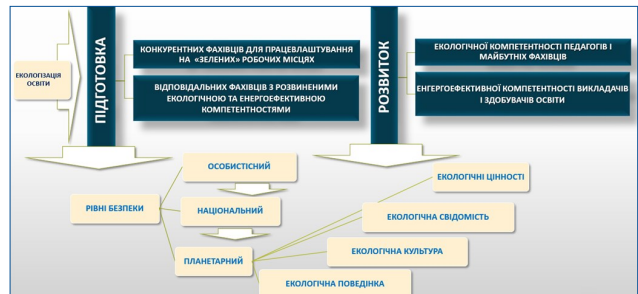 ЕКОЛОГІЗАЦІЯ
ОСВІТИ
ПІДГОТОВКА
КОНКУРЕНТНИХ ФАХІВЦІВ ДЛЯ ПРАЦЕВЛАШТУВАННЯ
НА «ЗЕЛЕНИХ» РОБОЧИХ МІСЦЯХ
ВІДПОВІДАЛЬНИХ ФАХІВЦІВ З РОЗВИНЕНИМИ
ЕКОЛОГІЧНОЮ ТА ЕНЕРГОЕФЕКТИВНОЮ
КОМПЕТЕНТНОСТЯМИ
РОЗВИТОК
ЕКОЛОГІЧНОЇ КОМПЕТЕНТНОСТІ ПЕДАГОГІВ І
МАЙБУТНІХ ФАХІВЦІВ
ЕНГЕРГОЕФЕКТИВНОЇ КОМПЕТЕНТНОСТІ ВИКЛАДАЧІВ
І ЗДОБУВАЧІВ ОСВІТИ
РІВНІ БЕЗПЕКИ
ОСОБИСТІСНИЙ
НАЦІОНАЛЬНИЙ
ПЛАНЕТАРНИЙ
ЕКОЛОГІЧНІ ЦІННОСТІ
ЕКОЛОГІЧНА СВІДОМІСТЬ
ЕКОЛОГІЧНА КУЛЬТУРА
ЕКОЛОГІЧНА ПОВЕДІНКА